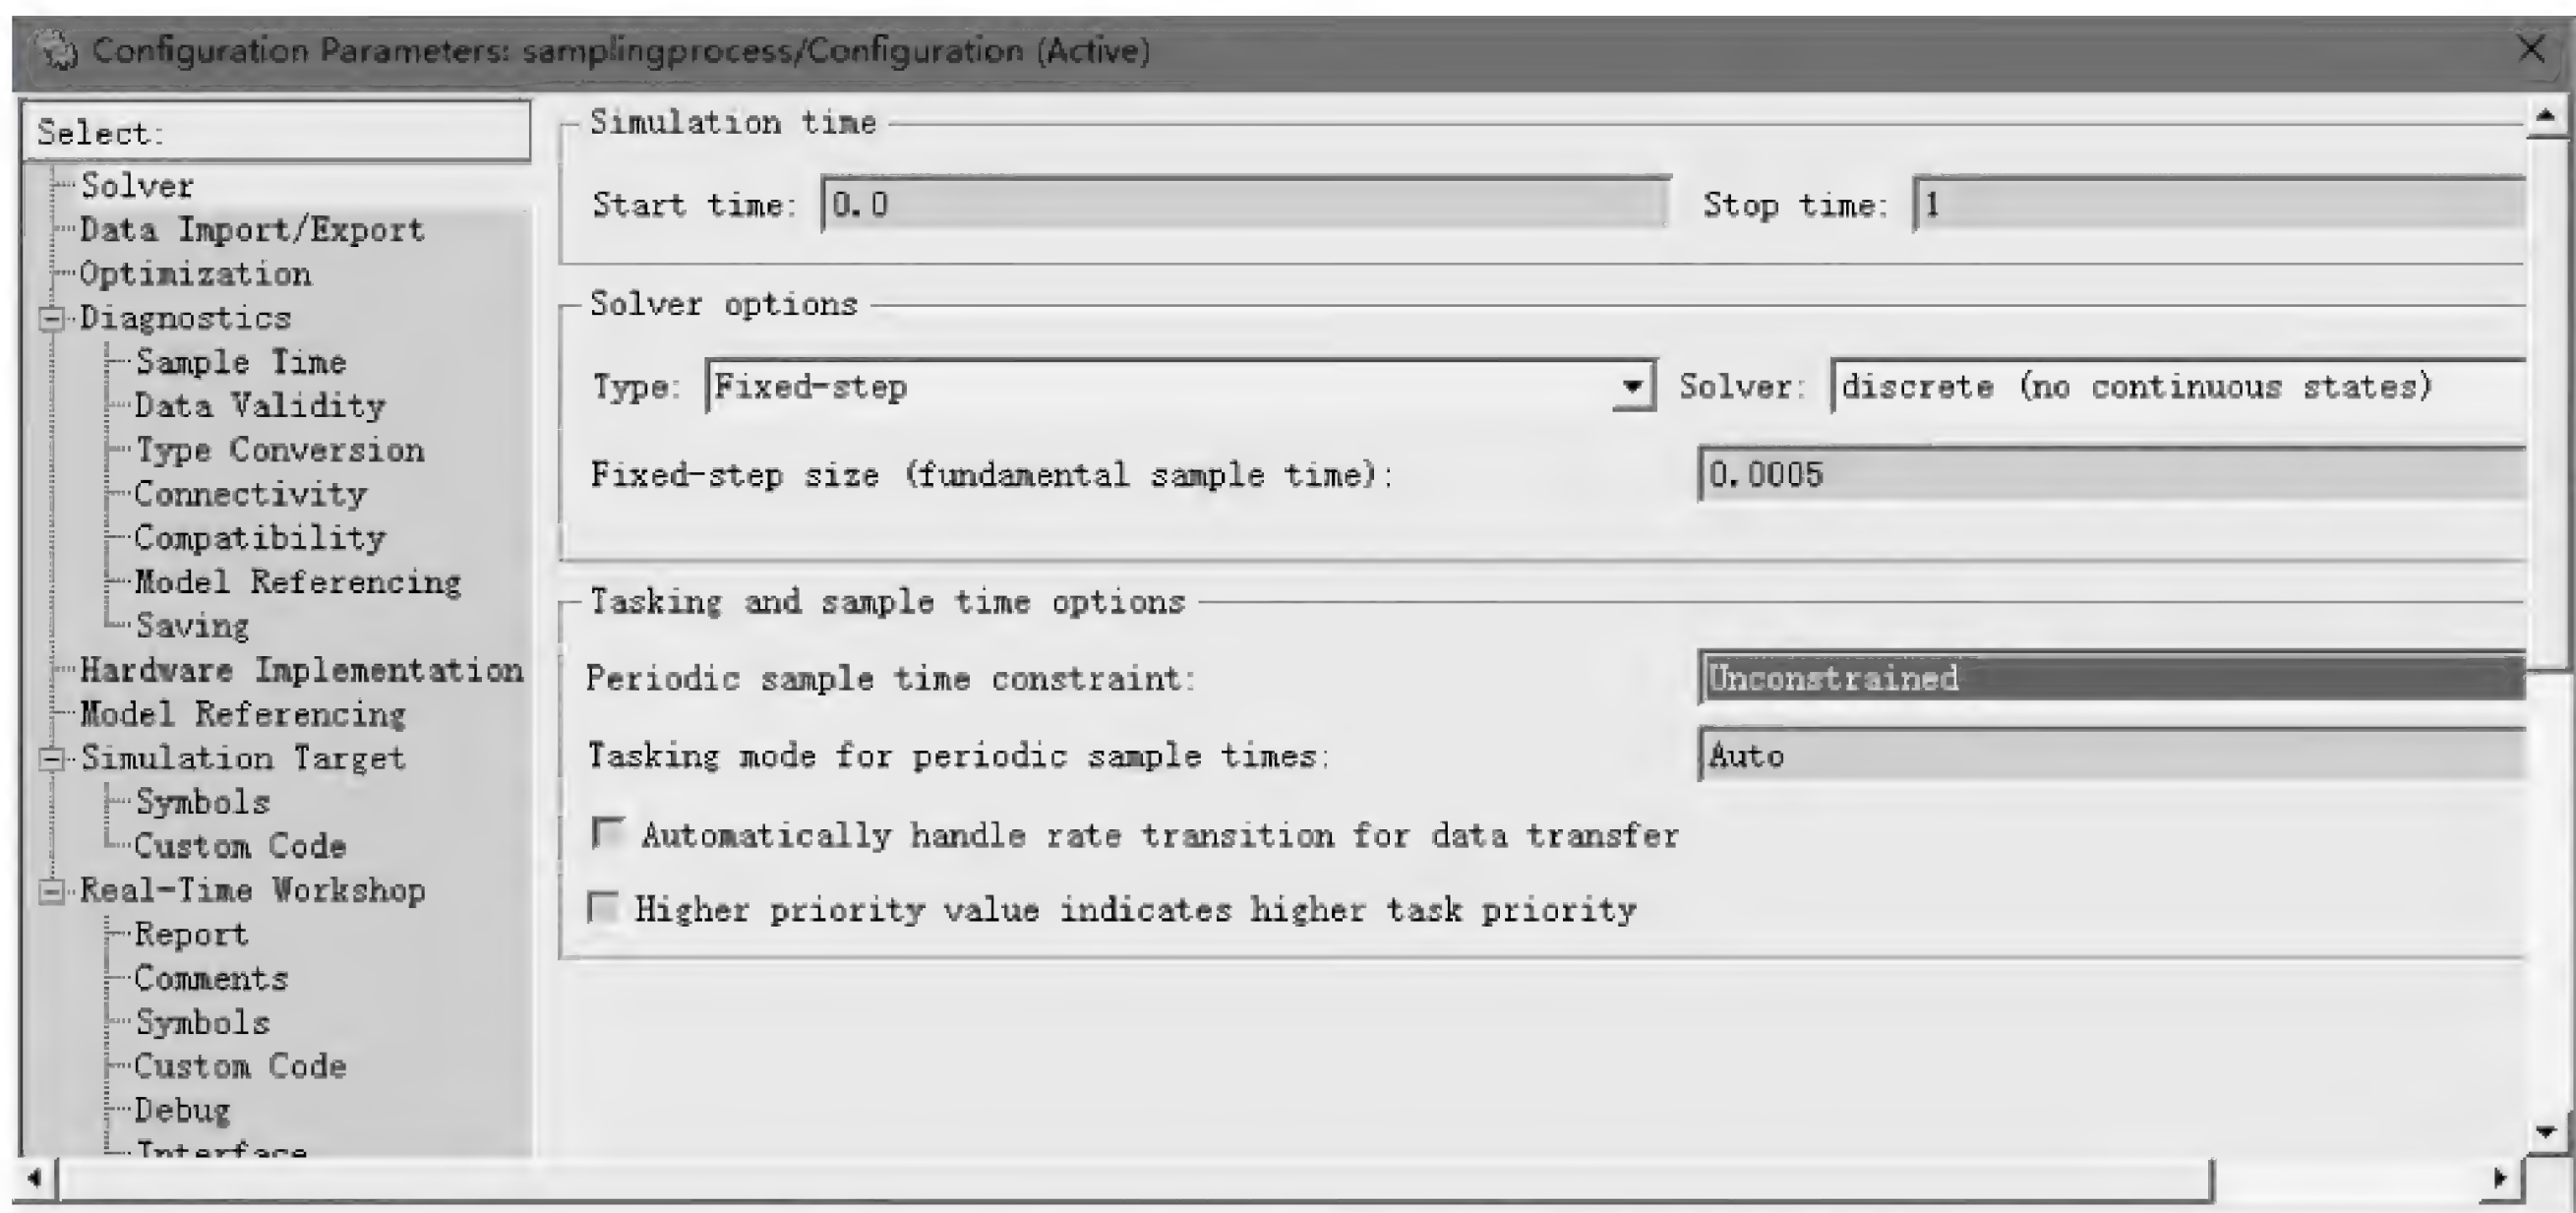 Configuration Parameters: samplingprocess/Configuration (Active)
Select:
Solver
Data Import/Export
Optimization
Diagnostics
Sample Time
Data Validity
Type Conversion
Connectivity
Compatibility
Model Referencing
Saving
Hardware Implementation
Model Referencing
Simulation Target
Symbols
Custom Code
Real-Time Workshop
Report
Comments
Symbols
Custom Code
Debug
Interface
Simulation time
Start time: 0.0 Stop time: 1
Solver options
Type: Fixed-step Solver: discrete (no continuous states)
Fixed-step size (fundamental sample time): 0.0005
Tasking and sample time options
Periodic sample time constraint: Unconstrained
Tasking mode for periodic sample times: Auto
Automatically handle rate transition for data transfer
Higher priority value indicates higher task priority